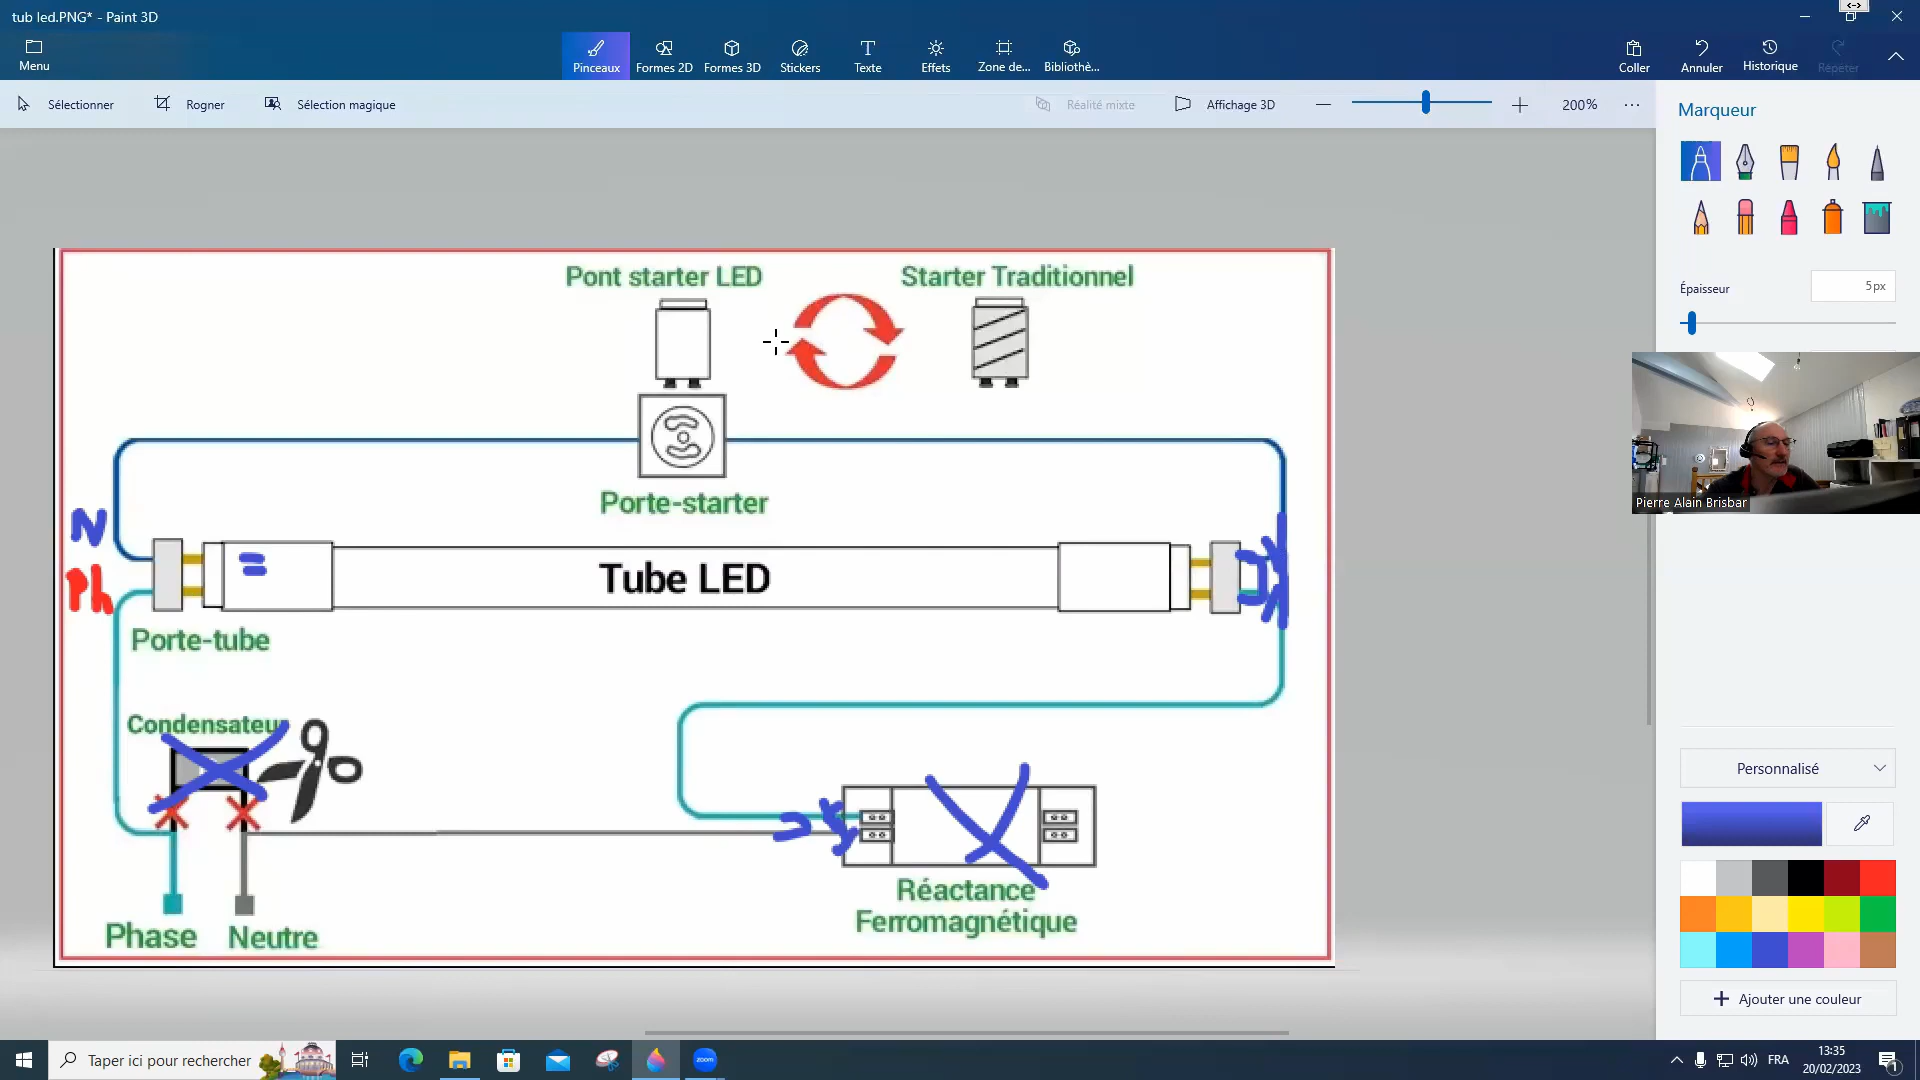 tub led.PNG* - Paint 3D
Menu
Pinceaux
Formes 2D
Formes 3D
Stickers
Texte
Effets
Zone de...
Bibliothè...
Coller
Annuler
Historique
Répéter
Sélectionner
Rogner
Sélection magique
Réalité mixte
Affichage 3D
200%
Marqueur
Épaisseur
5px
Pont starter LED
Starter Traditionnel
Porte-starter
N
Ph
=
Tube LED
Porte-tube
Condensateur
Réactance
Ferromagnétique
Phase
Neutre
Pierre Alain Brisbar
Personnalisé
Ajouter une couleur
Taper ici pour rechercher
zoom
FRA
13:35
20/02/2023
1